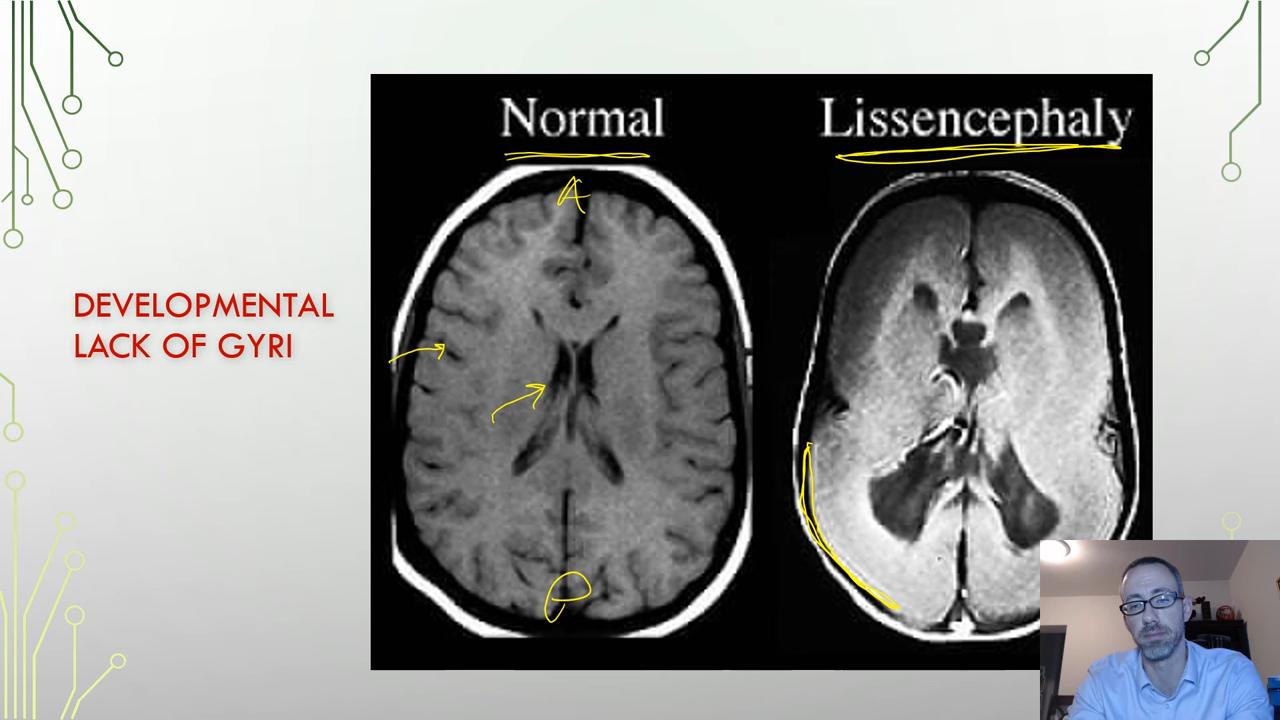 DEVELOPMENTAL
LACK OF GYRI
Normal
Lissencephaly
A
P